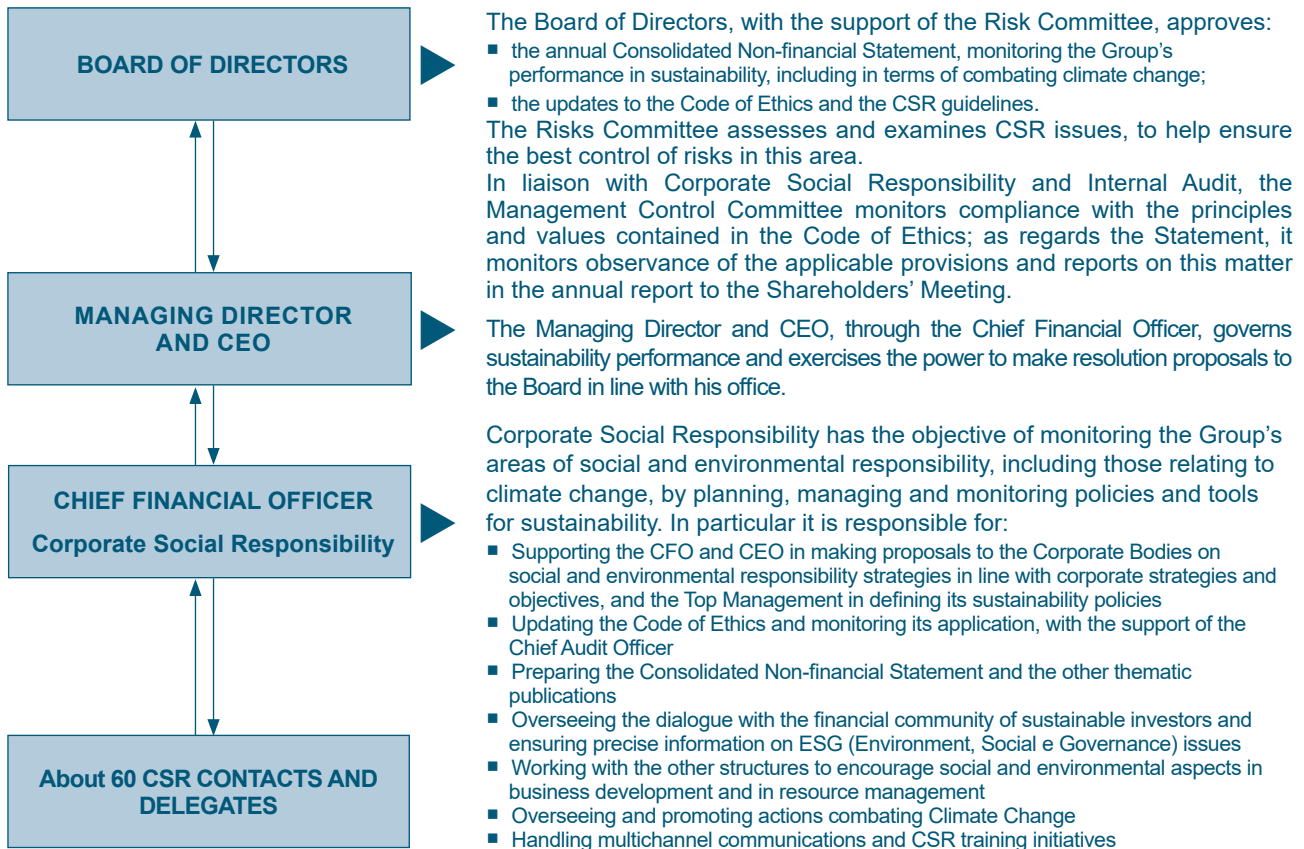 BOARD OF DIRECTORS
The Board of Directors, with the support of the Risk Committee, approves:
■ the annual Consolidated Non-financial Statement, monitoring the Group's
performance in sustainability, including in terms of combating climate change;
■ the updates to the Code of Ethics and the CSR guidelines.
The Risks Committee assesses and examines CSR issues, to help ensure
the best control of risks in this area.
In liaison with Corporate Social Responsibility and Internal Audit, the
Management Control Committee monitors compliance with the principles
and values contained in the Code of Ethics; as regards the Statement, it
monitors observance of the applicable provisions and reports on this matter
in the annual report to the Shareholders' Meeting.
MANAGING DIRECTOR
AND CEO
The Managing Director and CEO, through the Chief Financial Officer, governs
sustainability performance and exercises the power to make resolution proposals to
the Board in line with his office.
CHIEF FINANCIAL OFFICER
Corporate Social Responsibility
Corporate Social Responsibility has the objective of monitoring the Group's
areas of social and environmental responsibility, including those relating to
climate change, by planning, managing and monitoring policies and tools
for sustainability. In particular it is responsible for:
■ Supporting the CFO and CEO in making proposals to the Corporate Bodies on
social and environmental responsibility strategies in line with corporate strategies and
objectives, and the Top Management in defining its sustainability policies
■ Updating the Code of Ethics and monitoring its application, with the support of the
Chief Audit Officer
■ Preparing the Consolidated Non-financial Statement and the other thematic
publications
■ Overseeing the dialogue with the financial community of sustainable investors and
ensuring precise information on ESG (Environment, Social e Governance) issues
■ Working with the other structures to encourage social and environmental aspects in
business development and in resource management
■ Overseeing and promoting actions combating Climate Change
■ Handling multichannel communications and CSR training initiatives
About 60 CSR CONTACTS AND
DELEGATES